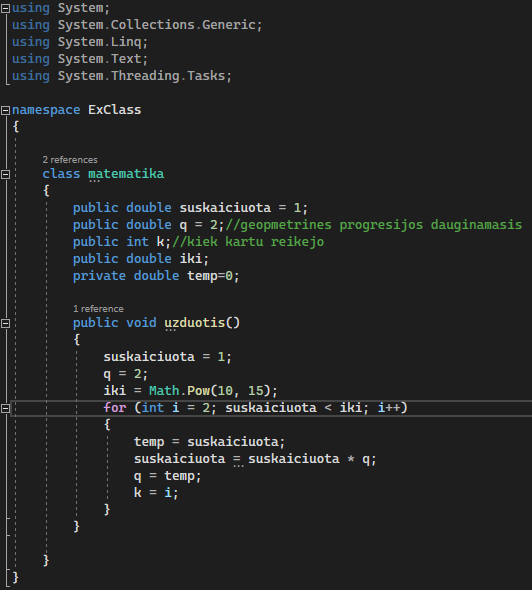 using System;
using System.Collections.Generic;
using System.Linq;
using System.Text;
using System.Threading.Tasks;
namespace ExClass
{
2 references
class matematika
{
public double suskaiciuota = 1;
public double q = 2;//geopmetrines progresijos dauginamasis
public int k;//kiek kartu reikejo
public double iki;
private double temp=0;
1 reference
public void uzduotis()
{
suskaiciuota = 1;
q = 2;
iki = Math.Pow(10, 15);
for (int i = 2; suskaiciuota < iki; i++)
{
temp = suskaiciuota;
suskaiciuota = suskaiciuota * q;
q = temp;
k = i;
}
}
}
}